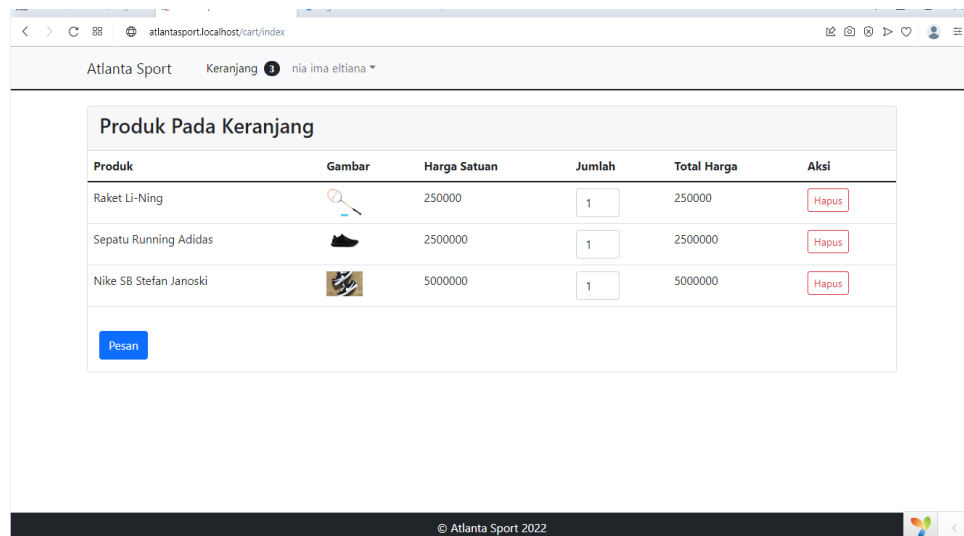 atlantasport.localhost/cart/index
Atlanta Sport Keranjang 3 nia ima eltiana
Produk Pada Keranjang
Produk Gambar Harga Satuan Jumlah Total Harga Aksi
Raket Li-Ning 250000 1 250000 Hapus
Sepatu Running Adidas 2500000 1 2500000 Hapus
Nike SB Stefan Janoski 5000000 1 5000000 Hapus
Pesan
© Atlanta Sport 2022